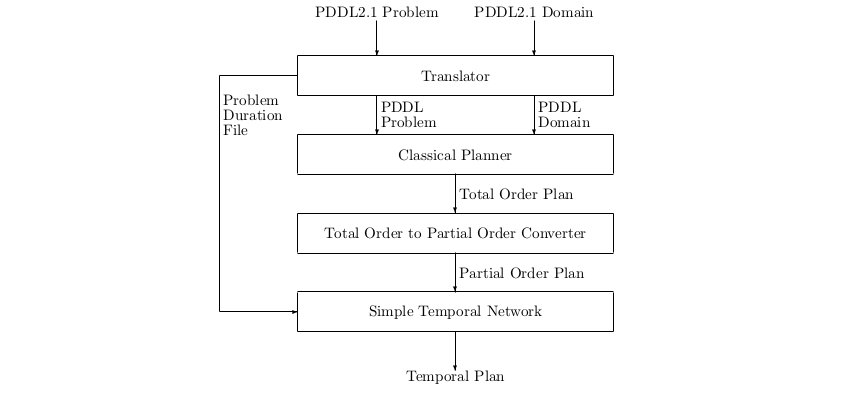 PDDL2.1 Problem
PDDL2.1 Domain
Translator
Problem
Duration
File
PDDL
Problem
PDDL
Domain
Classical Planner
Total Order Plan
Total Order to Partial Order Converter
Partial Order Plan
Simple Temporal Network
Temporal Plan